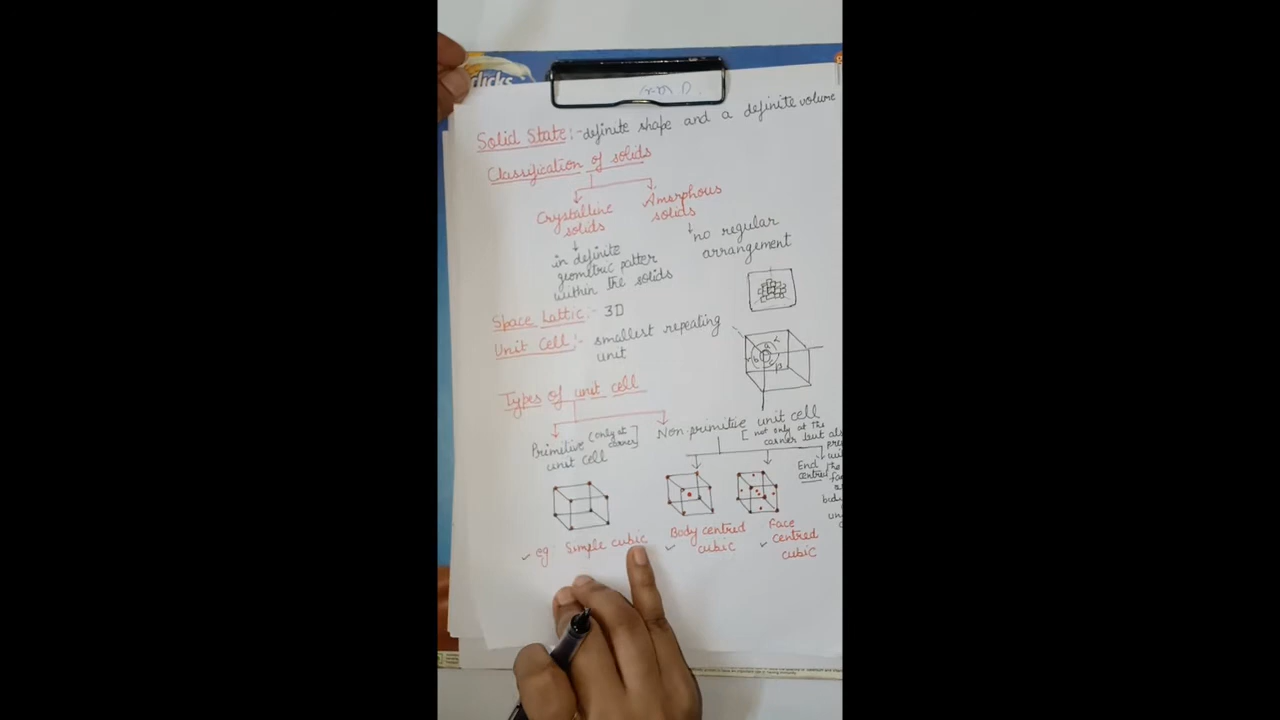 clicks
Solid State:- definite shape and a definite volume
Classification of solids
Crystalline solids
Amorphous solids
in definite
geometric patter
within the solids
no regular
arrangement
Space Lattic:- 3D
Unit Cell:- smallest repeating
unit
Types of unit cell
Primitive [only at corner]
unit cell
Non-primitive unit cell
[not only at the
corner but
End
centred
eg: Simple cubic
Body centred
cubic
Face
centred
cubic